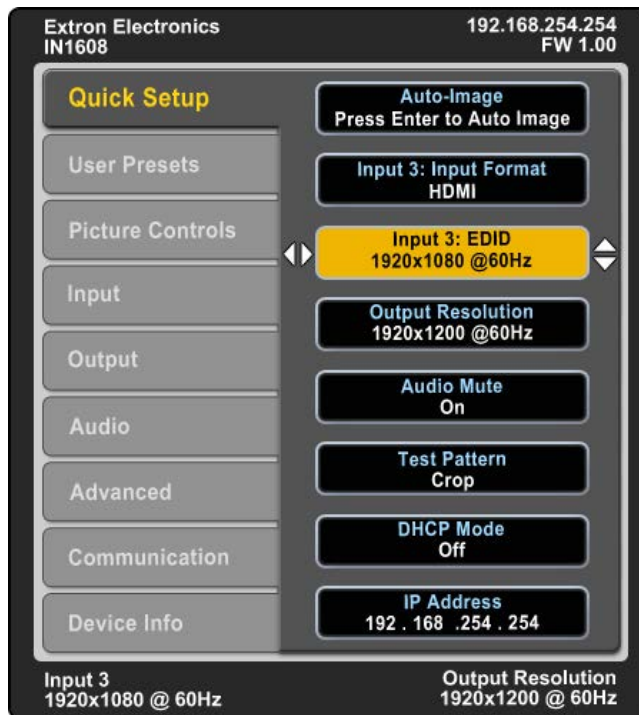 Extron Electronics
IN1608
192.168.254.254
FW 1.00
Quick Setup
User Presets
Picture Controls
Input
Output
Audio
Advanced
Communication
Device Info
Auto-Image
Press Enter to Auto Image
Input 3: Input Format
HDMI
Input 3: EDID
1920x1080 @60Hz
Output Resolution
1920x1200 @60Hz
Audio Mute
On
Test Pattern
Crop
DHCP Mode
Off
IP Address
192 . 168 .254 . 254
Input 3
1920x1080 @ 60Hz
Output Resolution
1920x1200 @ 60Hz